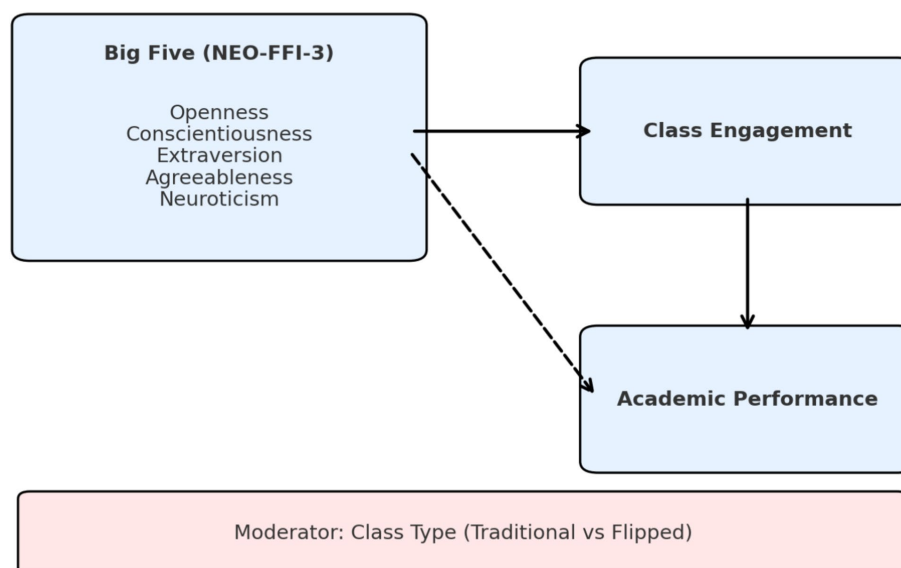 Big Five (NEO-FFI-3)
Openness
Conscientiousness
Extraversion
Agreeableness
Neuroticism
Class Engagement
Academic Performance
Moderator: Class Type (Traditional vs Flipped)